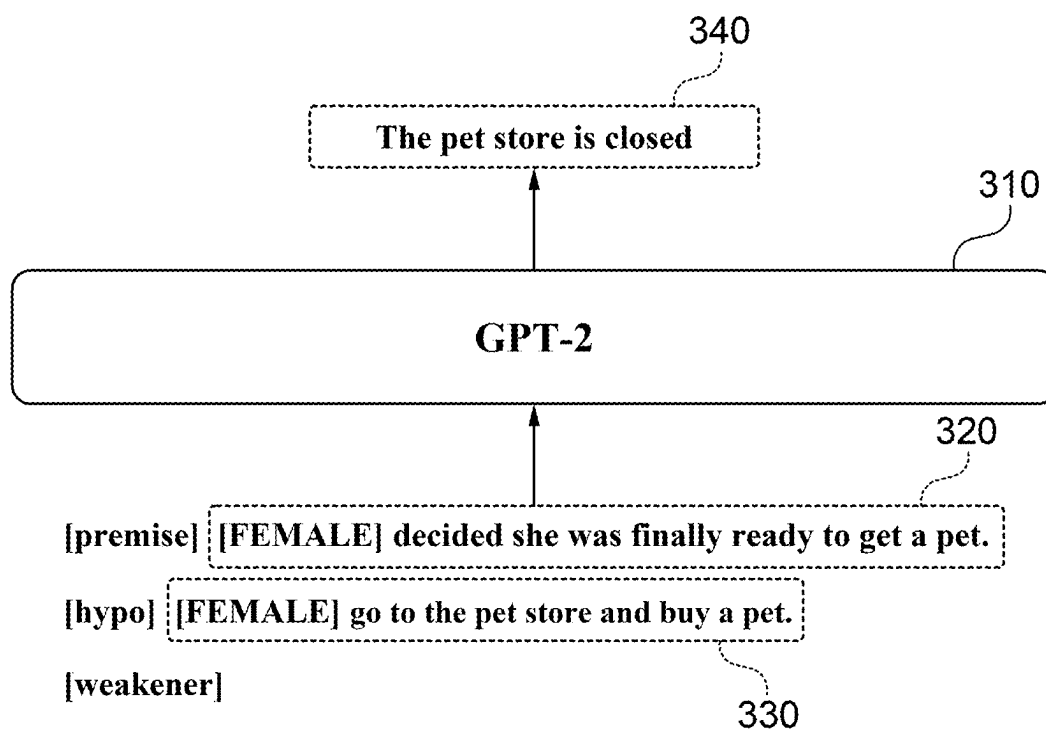 340
The pet store is closed
310
GPT-2
320
[premise] [FEMALE] decided she was finally ready to get a pet.
[hypo] [FEMALE] go to the pet store and buy a pet.
[weakener]
330